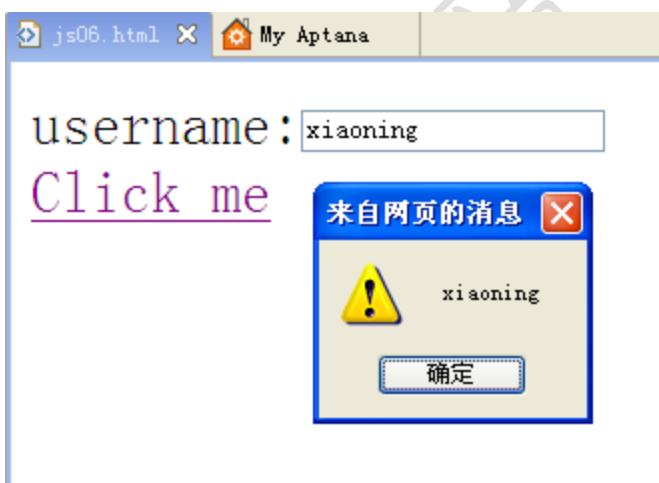 js06.html My Aptana
username:xiaoning
Click me
来自网页的消息
xiaoning
确定